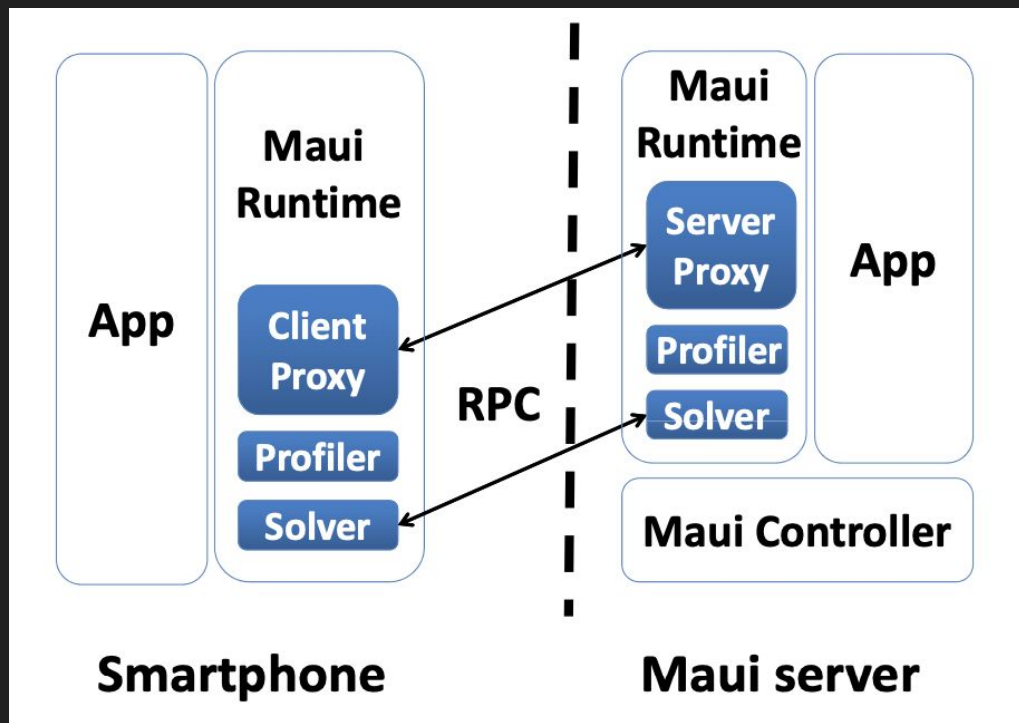 App
Maui
Runtime
Client
Proxy
Profiler
Solver
RPC
Maui
Runtime
Server
Proxy
Profiler
Solver
App
Maui Controller
Smartphone
Maui server